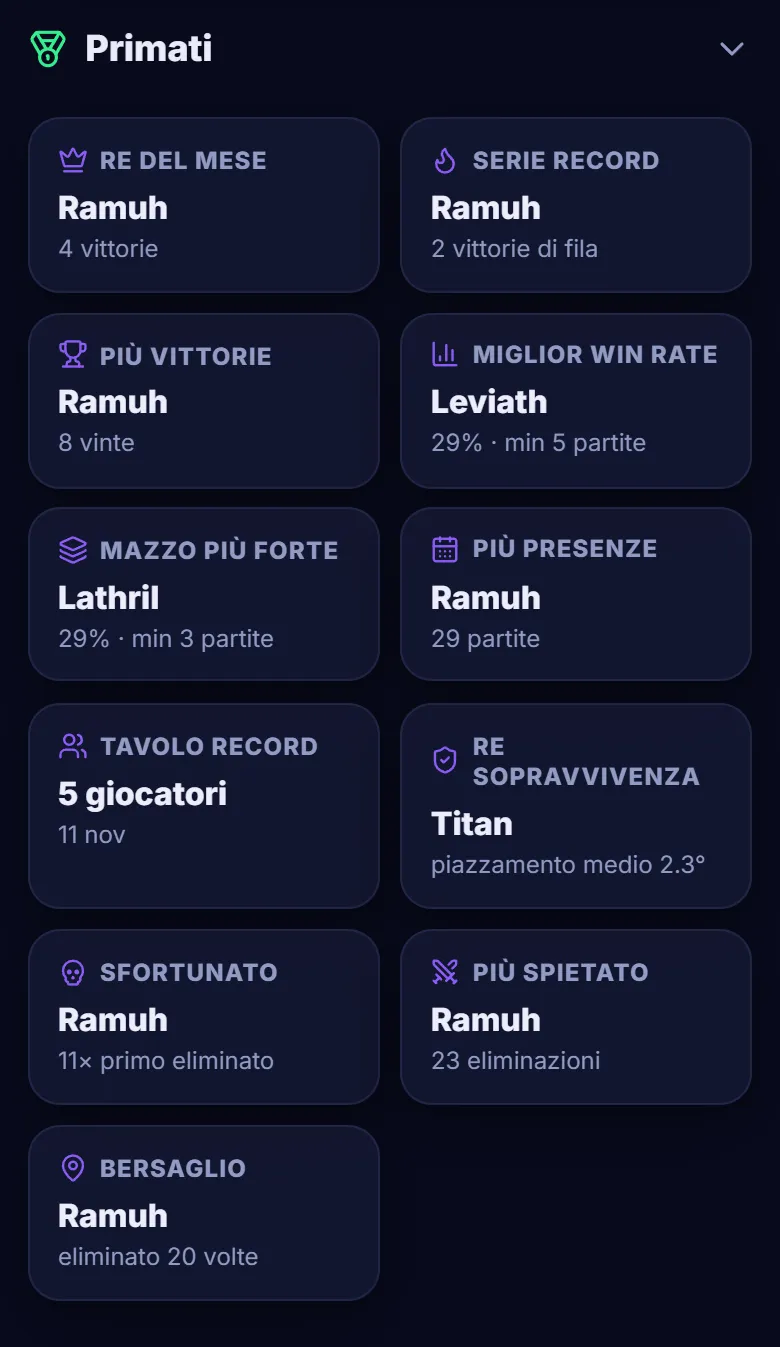 Primati
RE DEL MESE
Ramuh
4 vittorie
SERIE RECORD
Ramuh
2 vittorie di fila
PIÙ VITTORIE
Ramuh
8 vinte
MIGLIOR WIN RATE
Leviath
29% · min 5 partite
MAZZO PIÙ FORTE
Lathril
29% · min 3 partite
PIÙ PRESENZE
Ramuh
29 partite
TAVOLO RECORD
5 giocatori
11 nov
RE
SOPRAVVIVENZA
Titan
piazzamento medio 2.3°
SFORTUNATO
Ramuh
11× primo eliminato
PIÙ SPIETATO
Ramuh
23 eliminazioni
BERSAGLIO
Ramuh
eliminato 20 volte